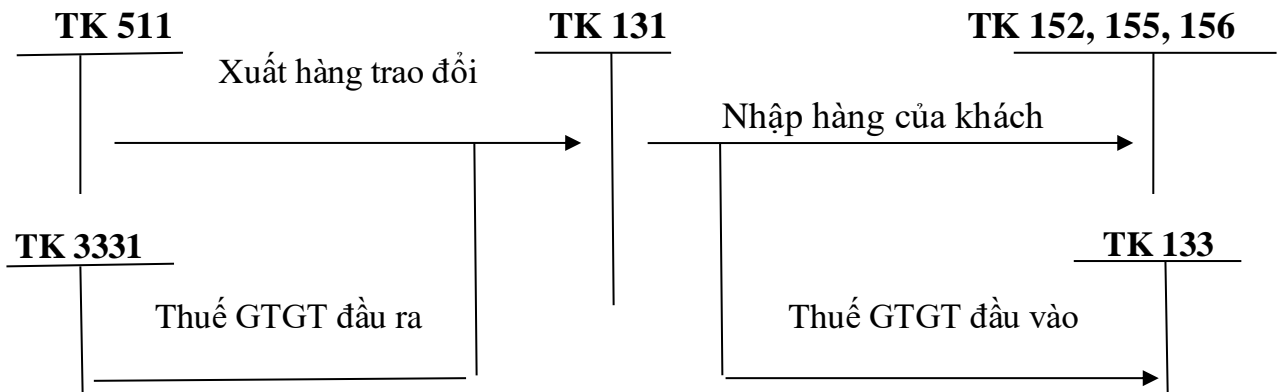 TK 511
TK 131
TK 152, 155, 156
Xuất hàng trao đổi
Nhập hàng của khách
TK 3331
TK 133
Thuế GTGT đầu ra
Thuế GTGT đầu vào